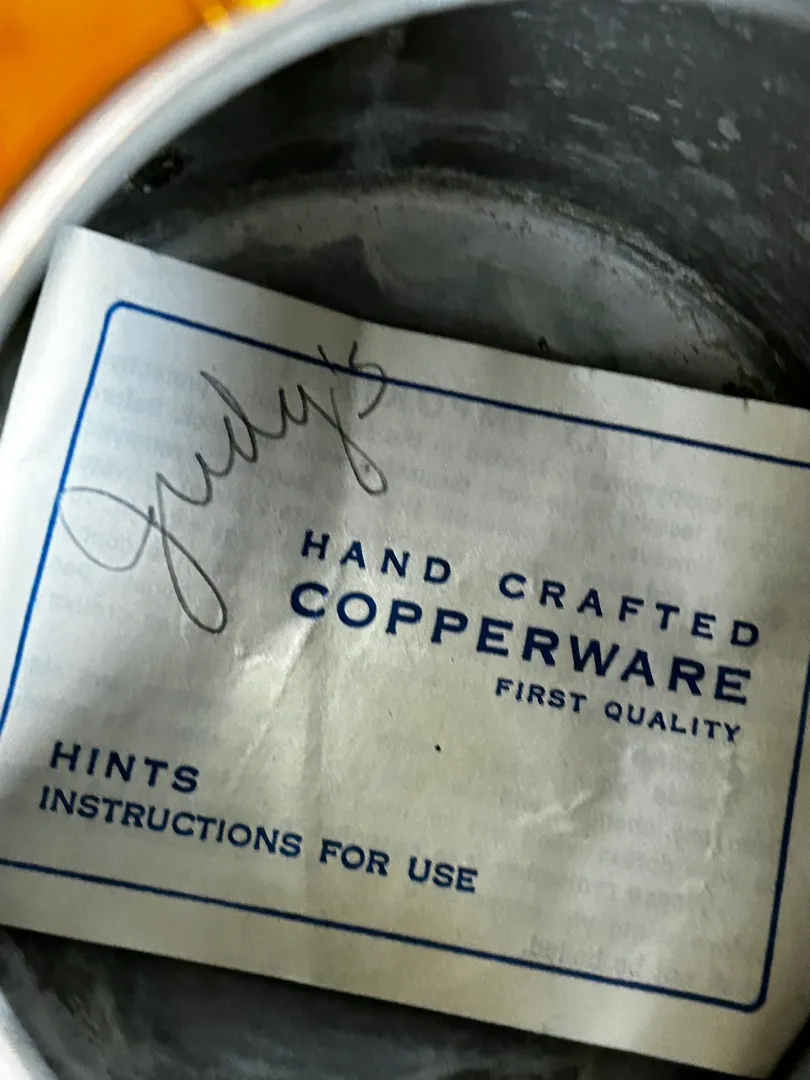 Judy's
HAND CRAFTED
COPPERWARE
FIRST QUALITY
HINTS
INSTRUCTIONS FOR USE